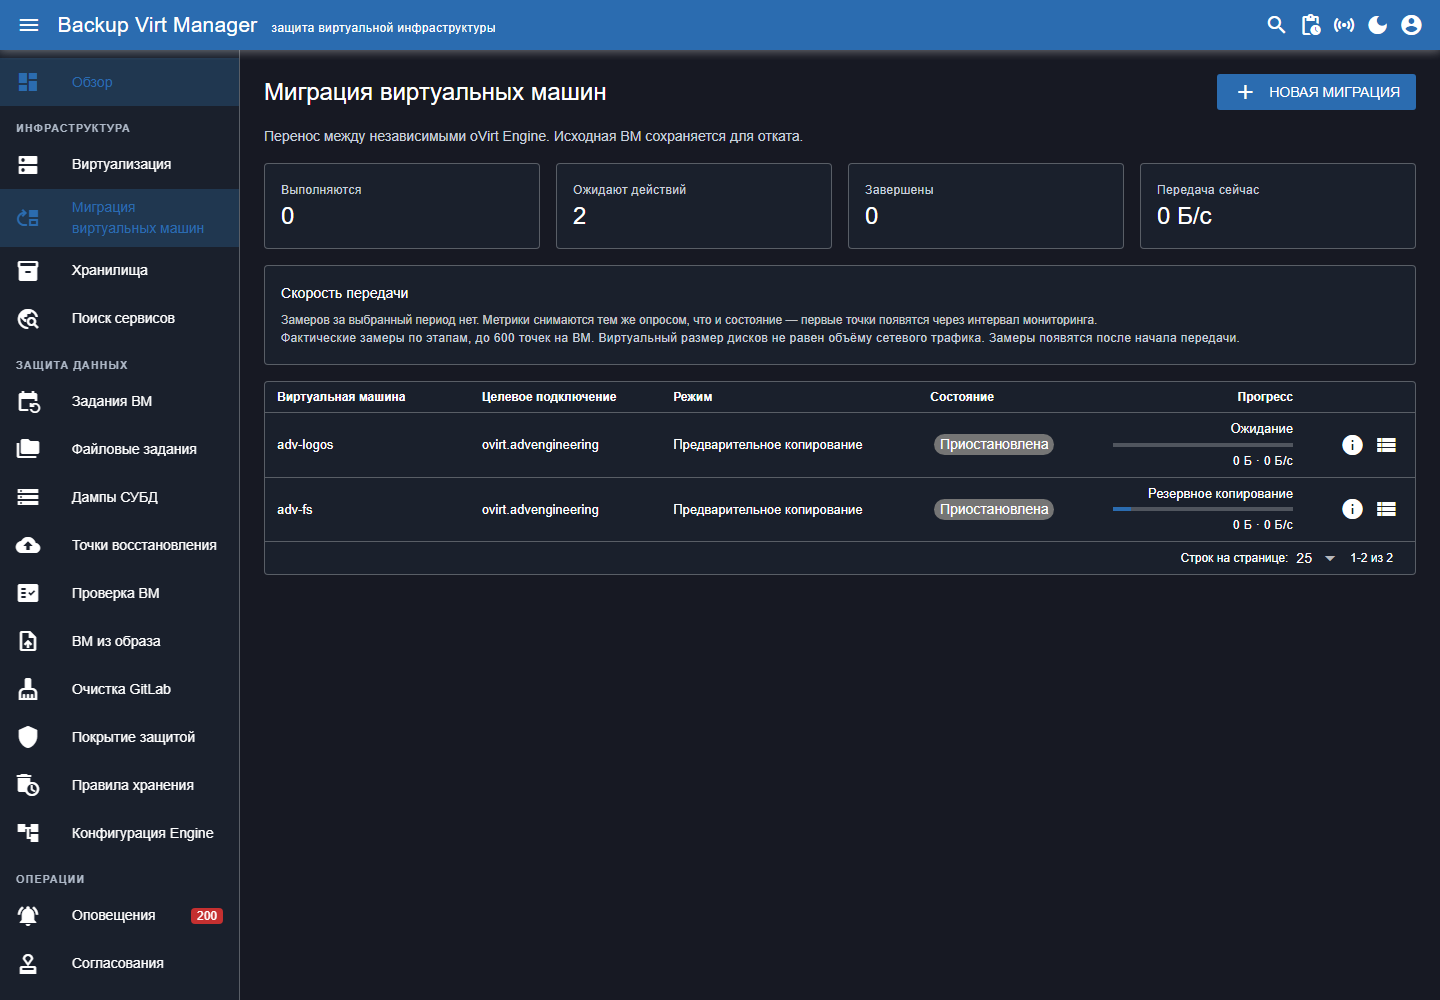 Backup Virt Manager защита виртуальной инфраструктуры
Обзор
ИНФРАСТРУКТУРА
Виртуализация
Миграция
виртуальных машин
Хранилища
Поиск сервисов
ЗАЩИТА ДАННЫХ
Задания ВМ
Файловые задания
Дампы СУБД
Точки восстановления
Проверка ВМ
ВМ из образа
Очистка GitLab
Покрытие защитой
Правила хранения
Конфигурация Engine
ОПЕРАЦИИ
Оповещения 200
Согласования
Миграция виртуальных машин
НОВАЯ МИГРАЦИЯ
Перенос между независимыми oVirt Engine. Исходная ВМ сохраняется для отката.
Выполняются
0
Ожидают действий
2
Завершены
0
Передача сейчас
0 Б/с
Скорость передачи
Замеров за выбранный период нет. Метрики снимаются тем же опросом, что и состояние — первые точки появятся через интервал мониторинга.
Фактические замеры по этапам, до 600 точек на ВМ. Виртуальный размер дисков не равен объёму сетевого трафика. Замеры появятся после начала передачи.
Виртуальная машина Целевое подключение Режим Состояние Прогресс
adv-logos ovirt.advengineering Предварительное копирование Приостановлена Ожидание
0 Б · 0 Б/с
adv-fs ovirt.advengineering Предварительное копирование Приостановлена Резервное копирование
0 Б · 0 Б/с
Строк на странице: 25 1-2 из 2